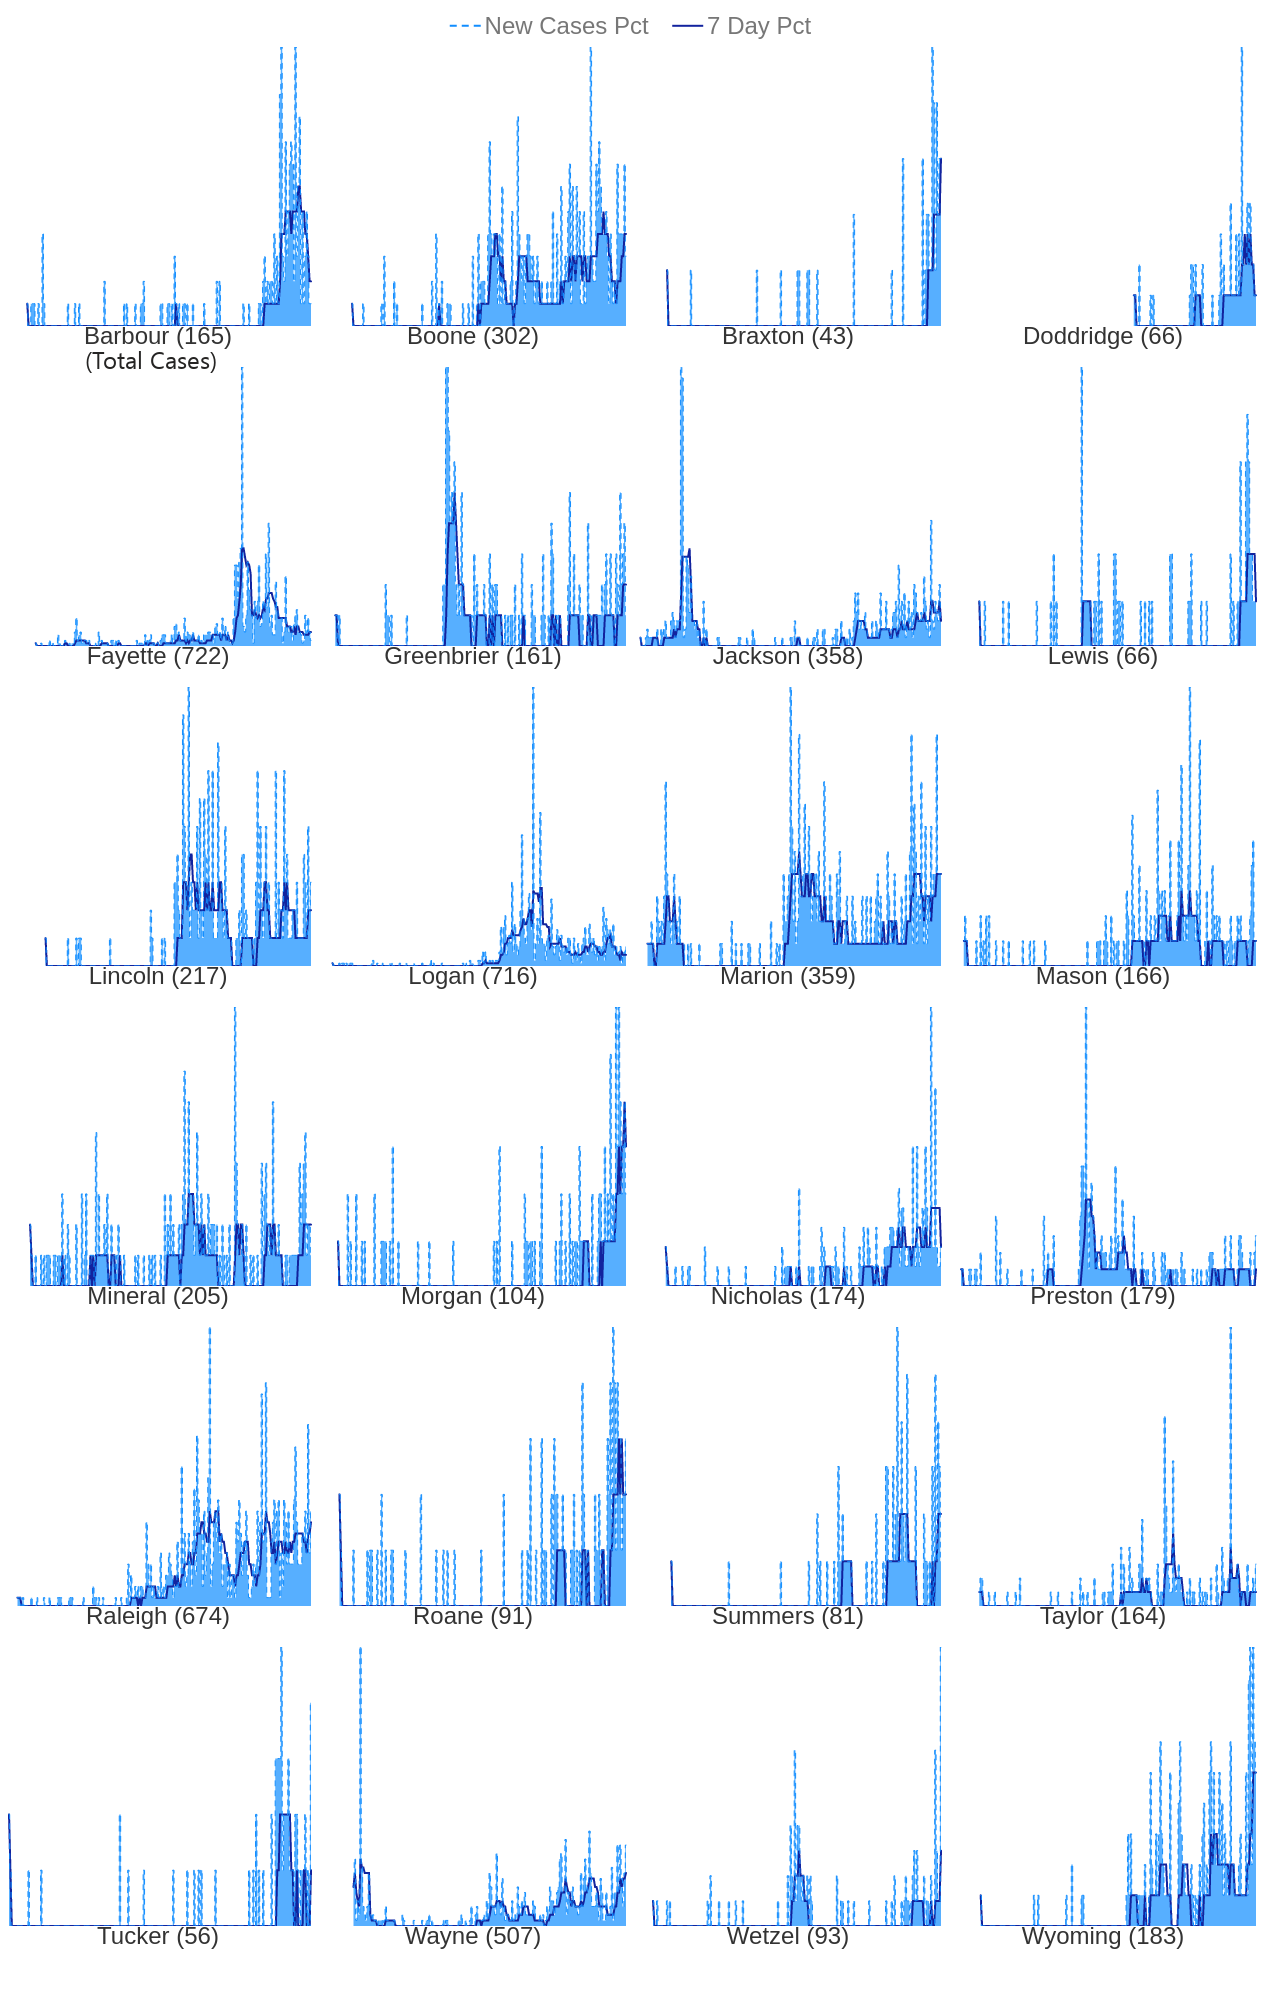 New Cases Pct 7 Day Pct
Barbour (165) Boone (302) Braxton (43) Doddridge (66)
(Total Cases)
Fayette (722) Greenbrier (161) Jackson (358) Lewis (66)
Lincoln (217) Logan (716) Marion (359) Mason (166)
Mineral (205) Morgan (104) Nicholas (174) Preston (179)
Raleigh (674) Roane (91) Summers (81) Taylor (164)
Tucker (56) Wayne (507) Wetzel (93) Wyoming (183)